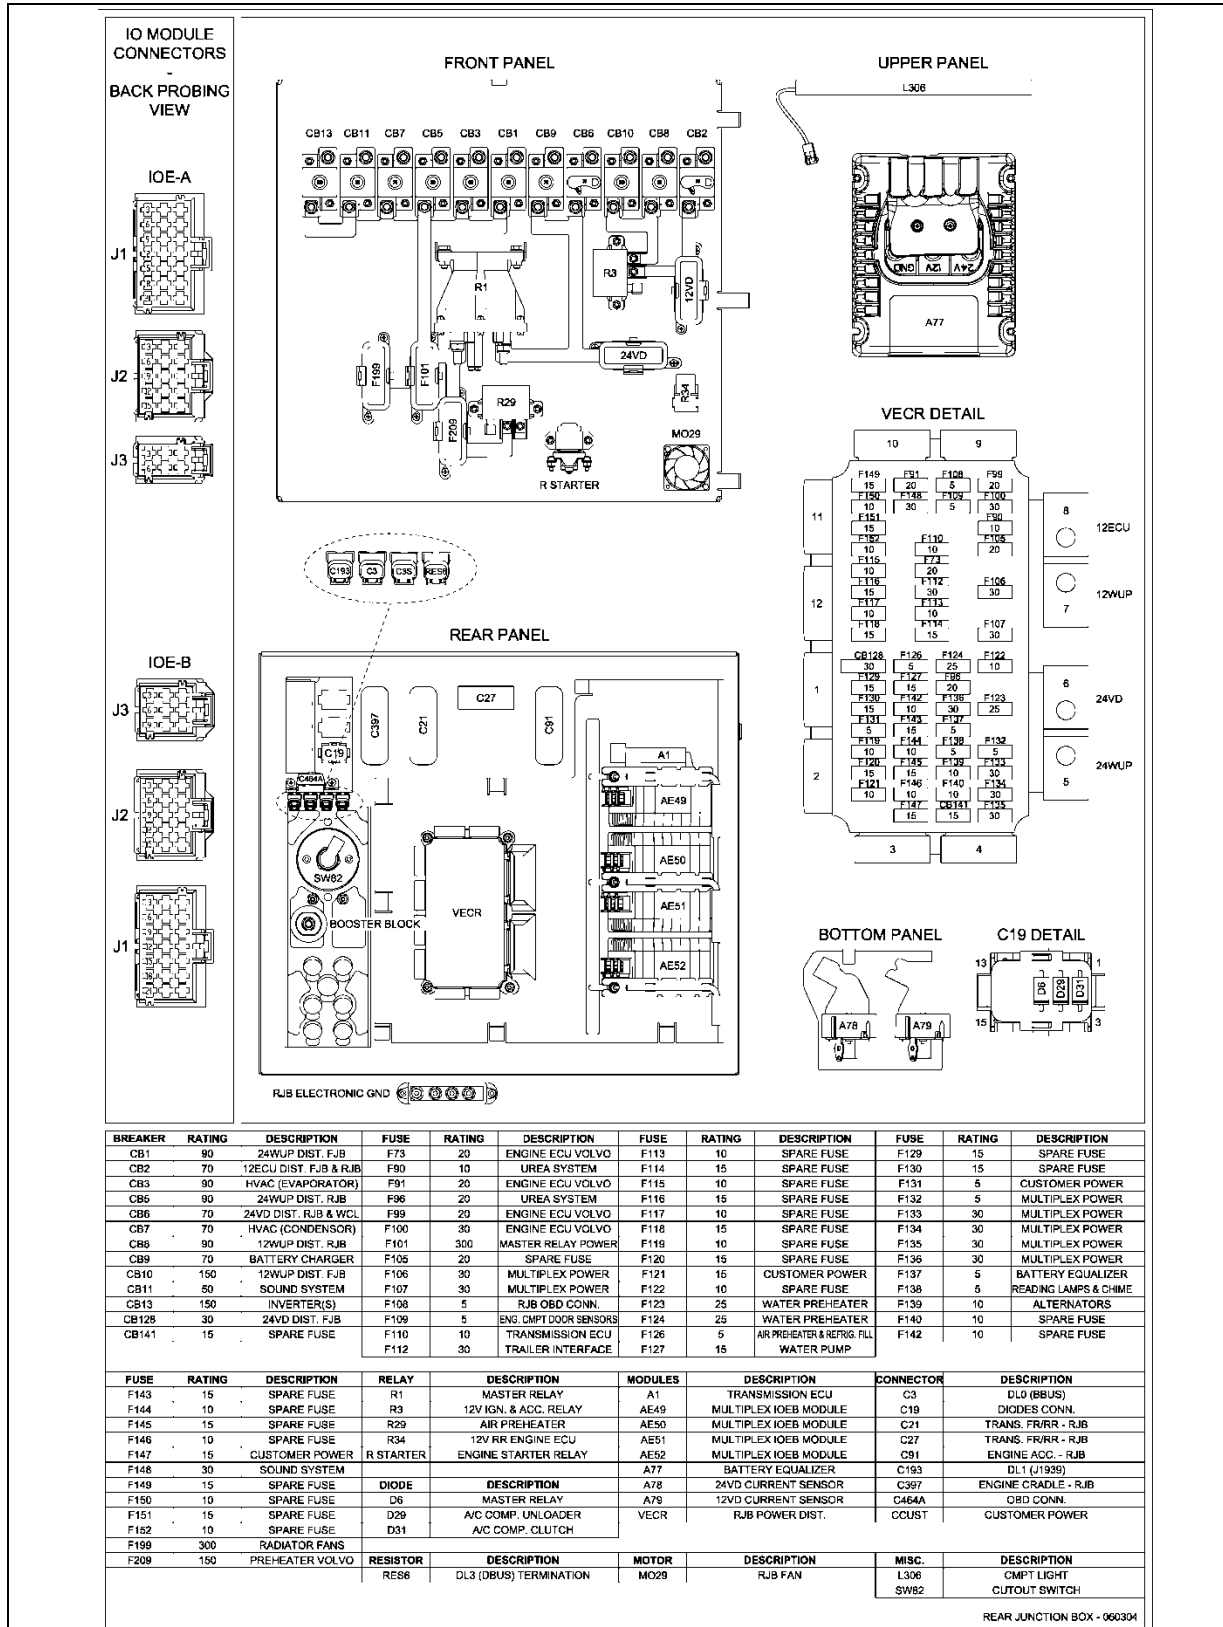 IO MODULE
CONNECTORS
-
BACK PROBING
VIEW
IOE-A
J1
J2
J3
IOE-B
J3
J2
J1
FRONT PANEL
CB13 CB11 CB7 CB5 CB3 CB1 CB9 CB6 CB10 CB8 CB2
R1
R3
12VD
24VD
F199
F101
F209
R29
R34
R STARTER
MO29
UPPER PANEL
L306
GND 12V 24V
A77
C193 C3 C3S RES6
REAR PANEL
C19
C464A
C397
C21
C27
C91
A1
AE49
AE50
AE51
AE52
SW82
BOOSTER BLOCK
VECR
RJB ELECTRONIC GND
VECR DETAIL
10 9
11
12
1
2
3 4
8
12ECU
12WUP
7
6
24VD
24WUP
5
F149 F91 F108 F99
15 20 5 20
F150 F148 F109 F100
10 30 5 30
F151 F90
15 10
F152 F110 F105
10 10 20
F115 F73
10 20
F116 F112 F106
15 30 30
F117 F113
10 10
F118 F114 F107
15 15 30
CB128 F126 F124 F122
30 5 25 10
F129 F127 F96
15 15 20
F130 F142 F136 F123
15 10 30 25
F131 F143 F137
5 15 5
F119 F144 F138 F132
10 10 5 5
F120 F145 F139 F133
15 15 10 30
F121 F146 F140 F134
10 10 10 30
F147 CB141 F135
15 15 30
BOTTOM PANEL
A78 A79
C19 DETAIL
13 1
D6 D29 D31
15 3
BREAKER RATING DESCRIPTION FUSE RATING DESCRIPTION FUSE RATING DESCRIPTION FUSE RATING DESCRIPTION
CB1 90 24WUP DIST. FJB F73 20 ENGINE ECU VOLVO F113 10 SPARE FUSE F129 15 SPARE FUSE
CB2 70 12ECU DIST. FJB & RJB F90 10 UREA SYSTEM F114 15 SPARE FUSE F130 15 SPARE FUSE
CB3 90 HVAC (EVAPORATOR) F91 20 ENGINE ECU VOLVO F115 10 SPARE FUSE F131 5 CUSTOMER POWER
CB5 90 24WUP DIST. RJB F96 20 UREA SYSTEM F116 15 SPARE FUSE F132 5 MULTIPLEX POWER
CB6 70 24VD DIST. RJB & WCL F99 20 ENGINE ECU VOLVO F117 10 SPARE FUSE F133 30 MULTIPLEX POWER
CB7 70 HVAC (CONDENSOR) F100 30 ENGINE ECU VOLVO F118 15 SPARE FUSE F134 30 MULTIPLEX POWER
CB8 90 12WUP DIST. RJB F101 300 MASTER RELAY POWER F119 10 SPARE FUSE F135 30 MULTIPLEX POWER
CB9 70 BATTERY CHARGER F105 20 SPARE FUSE F120 15 SPARE FUSE F136 30 MULTIPLEX POWER
CB10 150 12WUP DIST. FJB F106 30 MULTIPLEX POWER F121 15 CUSTOMER POWER F137 5 BATTERY EQUALIZER
CB11 50 SOUND SYSTEM F107 30 MULTIPLEX POWER F122 10 SPARE FUSE F138 5 READING LAMPS & CHIME
CB13 150 INVERTER(S) F108 5 RJB OBD CONN. F123 25 WATER PREHEATER F139 10 ALTERNATORS
CB128 30 24VD DIST. FJB F109 5 ENG. CMPT DOOR SENSORS F124 25 WATER PREHEATER F140 10 SPARE FUSE
CB141 15 SPARE FUSE F110 10 TRANSMISSION ECU F126 5 AIR PREHEATER & REFRIG. FILL F142 10 SPARE FUSE
F112 30 TRAILER INTERFACE F127 15 WATER PUMP
FUSE RATING DESCRIPTION RELAY DESCRIPTION MODULES DESCRIPTION CONNECTOR DESCRIPTION
F143 15 SPARE FUSE R1 MASTER RELAY A1 TRANSMISSION ECU C3 DL0 (BBUS)
F144 10 SPARE FUSE R3 12V IGN. & ACC. RELAY AE49 MULTIPLEX IOEB MODULE C19 DIODES CONN.
F145 15 SPARE FUSE R29 AIR PREHEATER AE50 MULTIPLEX IOEB MODULE C21 TRANS. FR/RR - RJB
F146 10 SPARE FUSE R34 12V RR ENGINE ECU AE51 MULTIPLEX IOEB MODULE C27 TRANS. FR/RR - RJB
F147 15 CUSTOMER POWER R STARTER ENGINE STARTER RELAY AE52 MULTIPLEX IOEB MODULE C91 ENGINE ACC. - RJB
F148 30 SOUND SYSTEM A77 BATTERY EQUALIZER C193 DL1 (J1939)
F149 15 SPARE FUSE DIODE DESCRIPTION A78 24VD CURRENT SENSOR C397 ENGINE CRADLE - RJB
F150 10 SPARE FUSE D6 MASTER RELAY A79 12VD CURRENT SENSOR C464A OBD CONN.
F151 15 SPARE FUSE D29 A/C COMP. UNLOADER VECR RJB POWER DIST. CCUST CUSTOMER POWER
F152 10 SPARE FUSE D31 A/C COMP. CLUTCH
F199 300 RADIATOR FANS
F209 150 PREHEATER VOLVO RESISTOR DESCRIPTION MOTOR DESCRIPTION MISC. DESCRIPTION
RES6 DL3 (DBUS) TERMINATION MO29 RJB FAN L306 CMPT LIGHT
SW82 CUTOUT SWITCH
REAR JUNCTION BOX - 060304